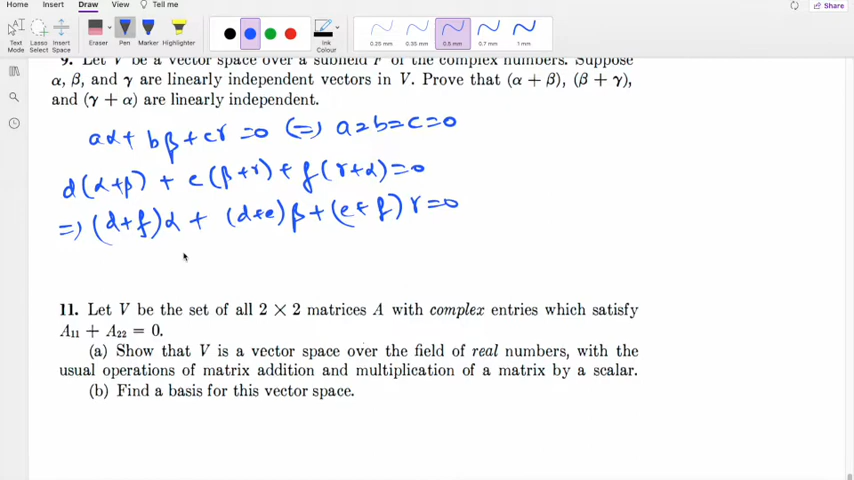 Home Insert Draw View Tell me Share
Text Mode Lasso Select Insert Space Eraser Pen Marker Highlighter Ink Colour 0.25 mm 0.35 mm 0.5 mm 0.7 mm 1 mm
9. Let V be a vector space over a subfield F of the complex numbers. Suppose
α, β, and γ are linearly independent vectors in V. Prove that (α + β), (β + γ),
and (γ + α) are linearly independent.
aα + bβ + cγ = 0 (=) a=b=c=0
d(α+β) + e(β+γ) + f(γ+α)=0
=) (d+f)α + (d+e)β+(e+f)γ=0
11. Let V be the set of all 2 × 2 matrices A with complex entries which satisfy
A₁₁ + A₂₂ = 0.
(a) Show that V is a vector space over the field of real numbers, with the
usual operations of matrix addition and multiplication of a matrix by a scalar.
(b) Find a basis for this vector space.